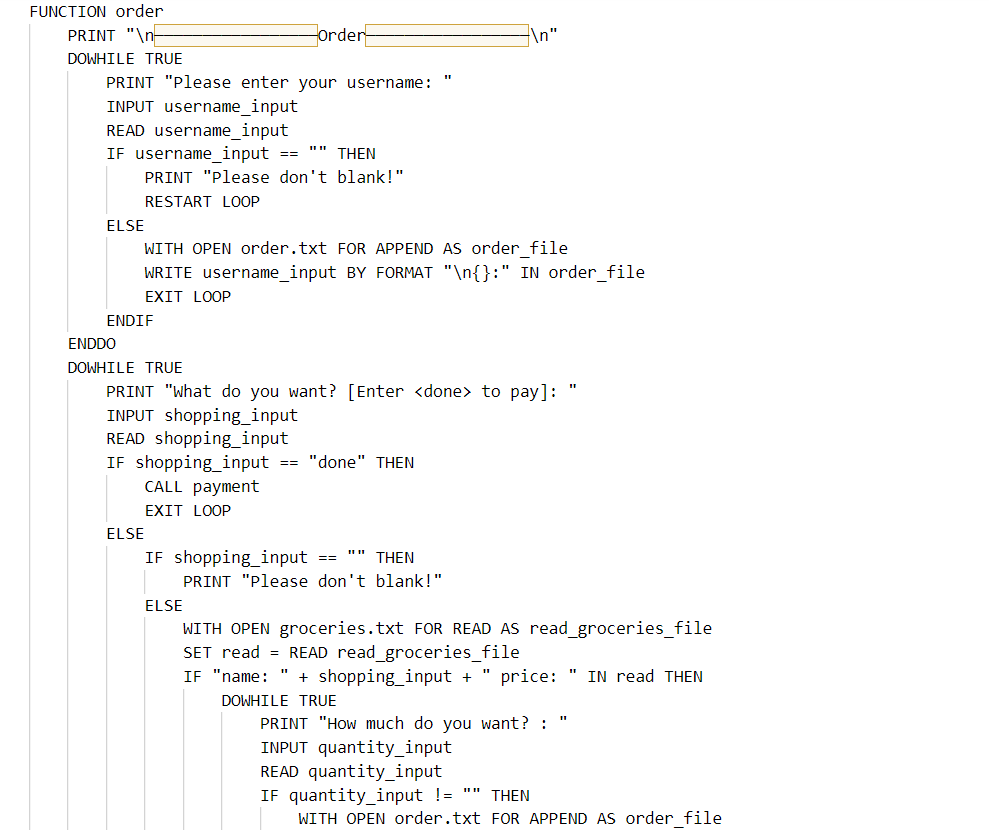 FUNCTION order
PRINT "\n─────────────────Order─────────────────\n"
DOWHILE TRUE
PRINT "Please enter your username: "
INPUT username_input
READ username_input
IF username_input == "" THEN
PRINT "Please don't blank!"
RESTART LOOP
ELSE
WITH OPEN order.txt FOR APPEND AS order_file
WRITE username_input BY FORMAT "\n{}:" IN order_file
EXIT LOOP
ENDIF
ENDDO
DOWHILE TRUE
PRINT "What do you want? [Enter <done> to pay]: "
INPUT shopping_input
READ shopping_input
IF shopping_input == "done" THEN
CALL payment
EXIT LOOP
ELSE
IF shopping_input == "" THEN
PRINT "Please don't blank!"
ELSE
WITH OPEN groceries.txt FOR READ AS read_groceries_file
SET read = READ read_groceries_file
IF "name: " + shopping_input + " price: " IN read THEN
DOWHILE TRUE
PRINT "How much do you want? : "
INPUT quantity_input
READ quantity_input
IF quantity_input != "" THEN
WITH OPEN order.txt FOR APPEND AS order_file